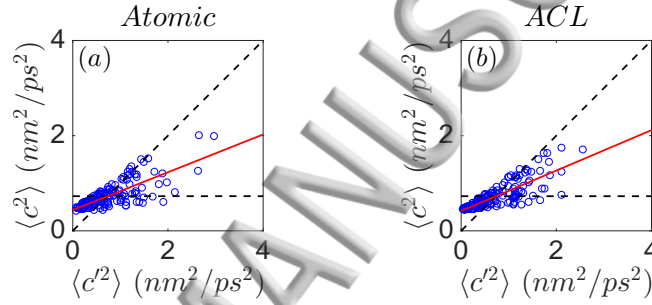 Atomic
ACL
(a)
(b)
4
2
0
0
2
4
⟨c²⟩ (nm²/ps²)
⟨c′²⟩ (nm²/ps²)
4
2
0
0
2
4
⟨c²⟩ (nm²/ps²)
⟨c′²⟩ (nm²/ps²)
ANUS